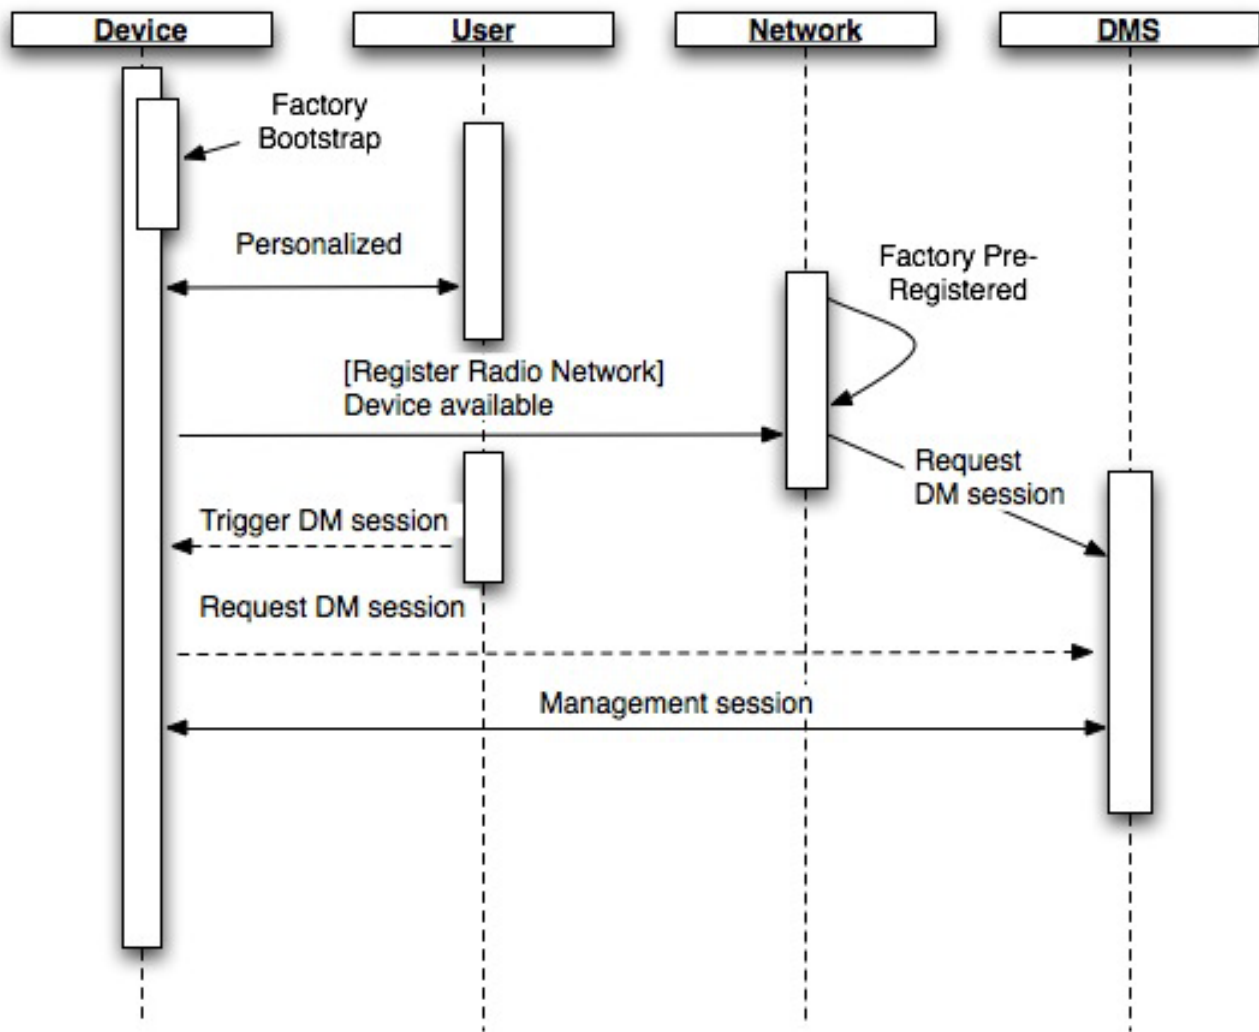 Device
User
Network
DMS
Factory
Bootstrap
Personalized
Factory Pre-
Registered
[Register Radio Network]
Device available
Request
DM session
Trigger DM session
Request DM session
Management session